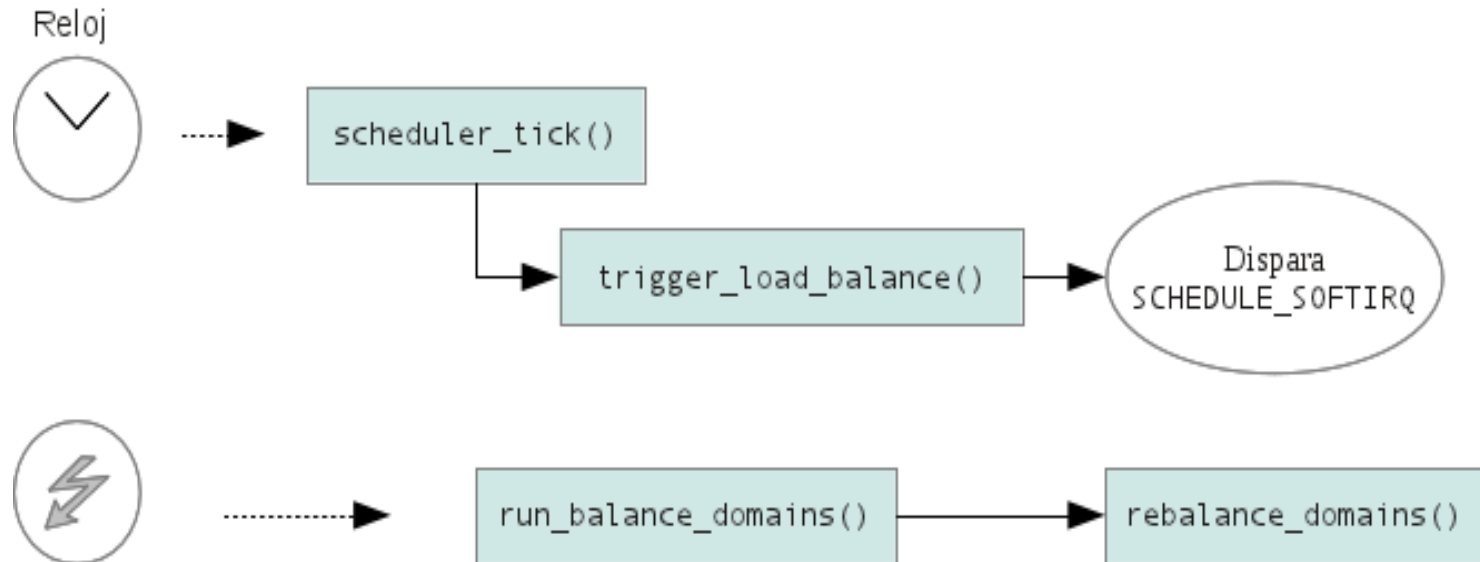 Reloj
scheduler_tick()
trigger_load_balance()
Dispara
SCHEDULE_SOFTIRQ
run_balance_domains()
rebalance_domains()